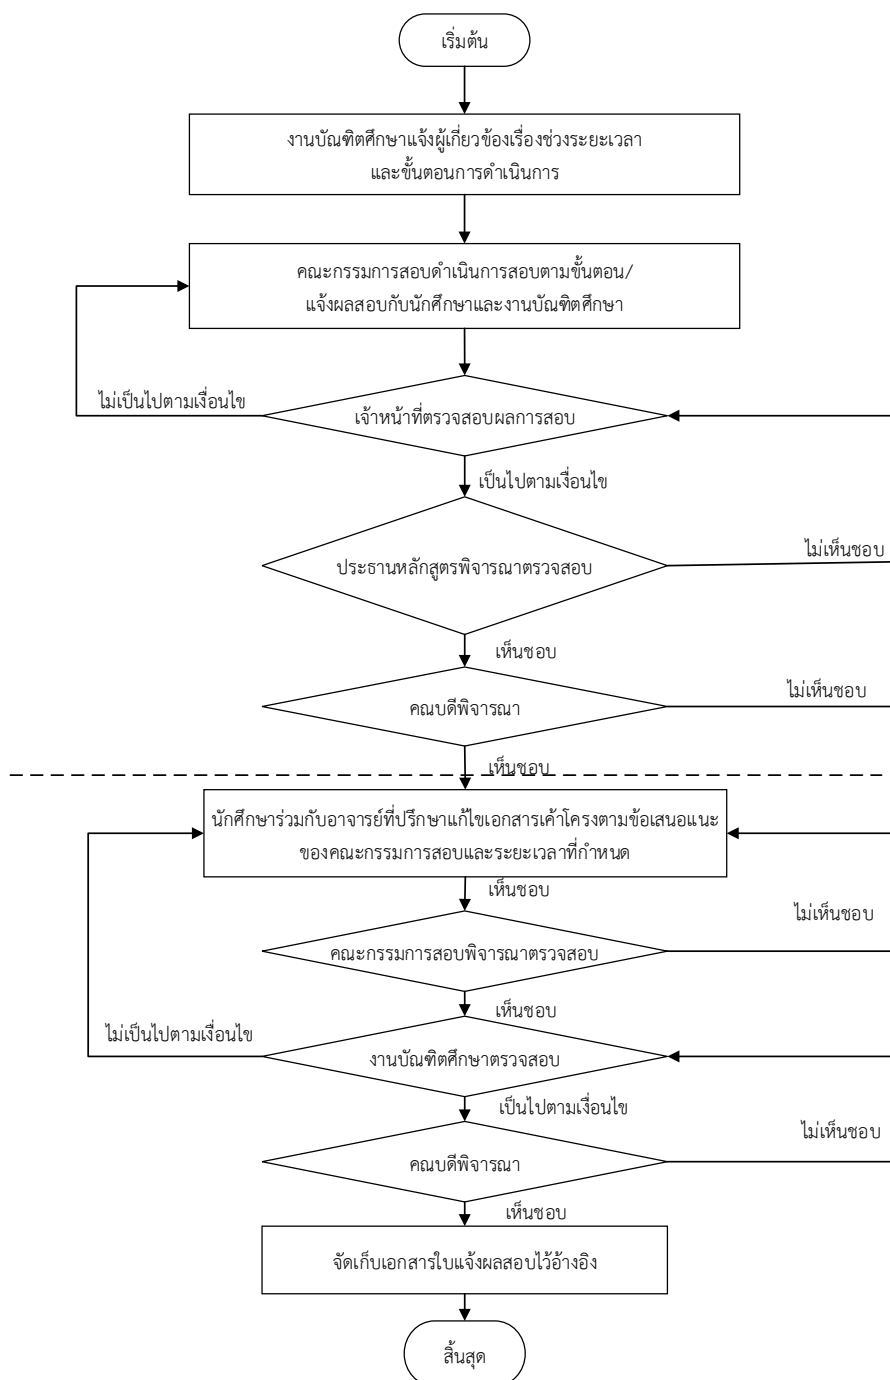 เริ่มต้น
งานบัณฑิตศึกษาแจ้งผู้เกี่ยวข้องเรื่องช่วงระยะเวลา
และขั้นตอนการดำเนินการ
คณะกรรมการสอบดำเนินการสอบตามขั้นตอน/
แจ้งผลสอบกับนักศึกษาและงานบัณฑิตศึกษา
ไม่เป็นไปตามเงื่อนไข
เจ้าหน้าที่ตรวจสอบผลการสอบ
เป็นไปตามเงื่อนไข
ไม่เห็นชอบ
ประธานหลักสูตรพิจารณาตรวจสอบ
เห็นชอบ
ไม่เห็นชอบ
คณบดีพิจารณา
เห็นชอบ
นักศึกษาร่วมกับอาจารย์ที่ปรึกษาแก้ไขเอกสารเค้าโครงตามข้อเสนอแนะ
ของคณะกรรมการสอบและระยะเวลาที่กำหนด
เห็นชอบ
ไม่เห็นชอบ
คณะกรรมการสอบพิจารณาตรวจสอบ
เห็นชอบ
ไม่เป็นไปตามเงื่อนไข
งานบัณฑิตศึกษาตรวจสอบ
เป็นไปตามเงื่อนไข
ไม่เห็นชอบ
คณบดีพิจารณา
เห็นชอบ
จัดเก็บเอกสารใบแจ้งผลสอบไว้อ้างอิง
สิ้นสุด